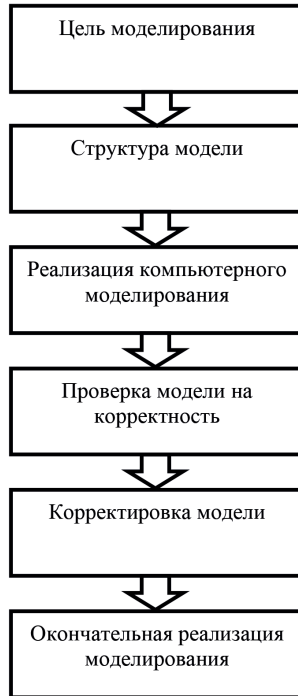 Цель моделирования
Структура модели
Реализация компьютерного
моделирования
Проверка модели на
корректность
Корректировка модели
Окончательная реализация
моделирования